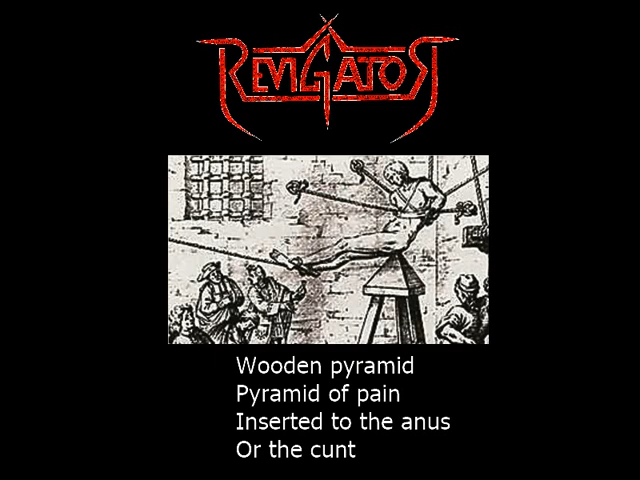 REVIGATOR
Wooden pyramid
Pyramid of pain
Inserted to the anus
Or the cunt